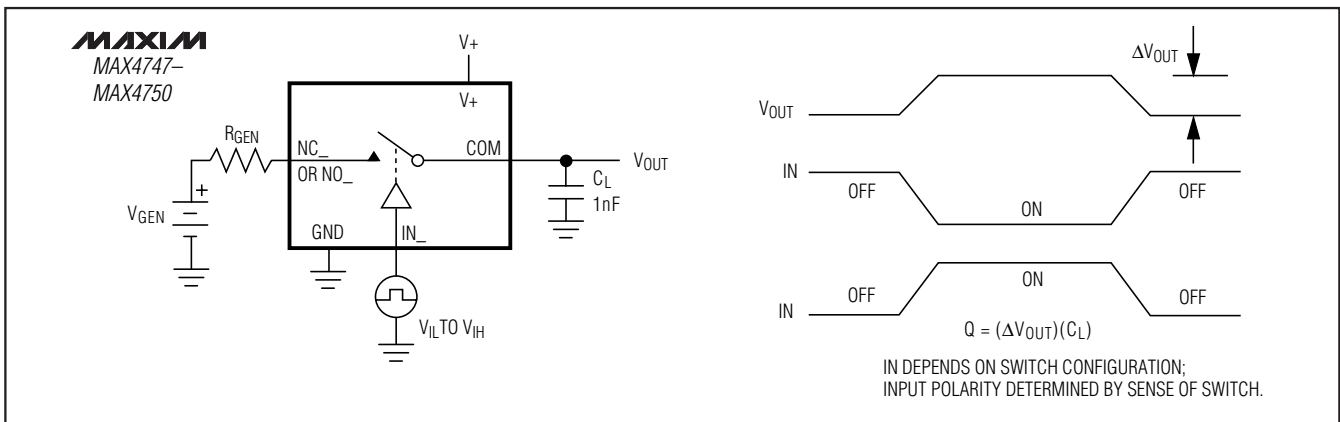 MAXIM
MAX4747–
MAX4750
V+
V+
RGEN
NC_
OR NO_
COM
VOUT
CL
1nF
+
VGEN
GND
IN_
VIL TO VIH
ΔVOUT
VOUT
IN
OFF
ON
OFF
IN
OFF
ON
OFF
Q = (ΔVOUT)(CL)
IN DEPENDS ON SWITCH CONFIGURATION;
INPUT POLARITY DETERMINED BY SENSE OF SWITCH.